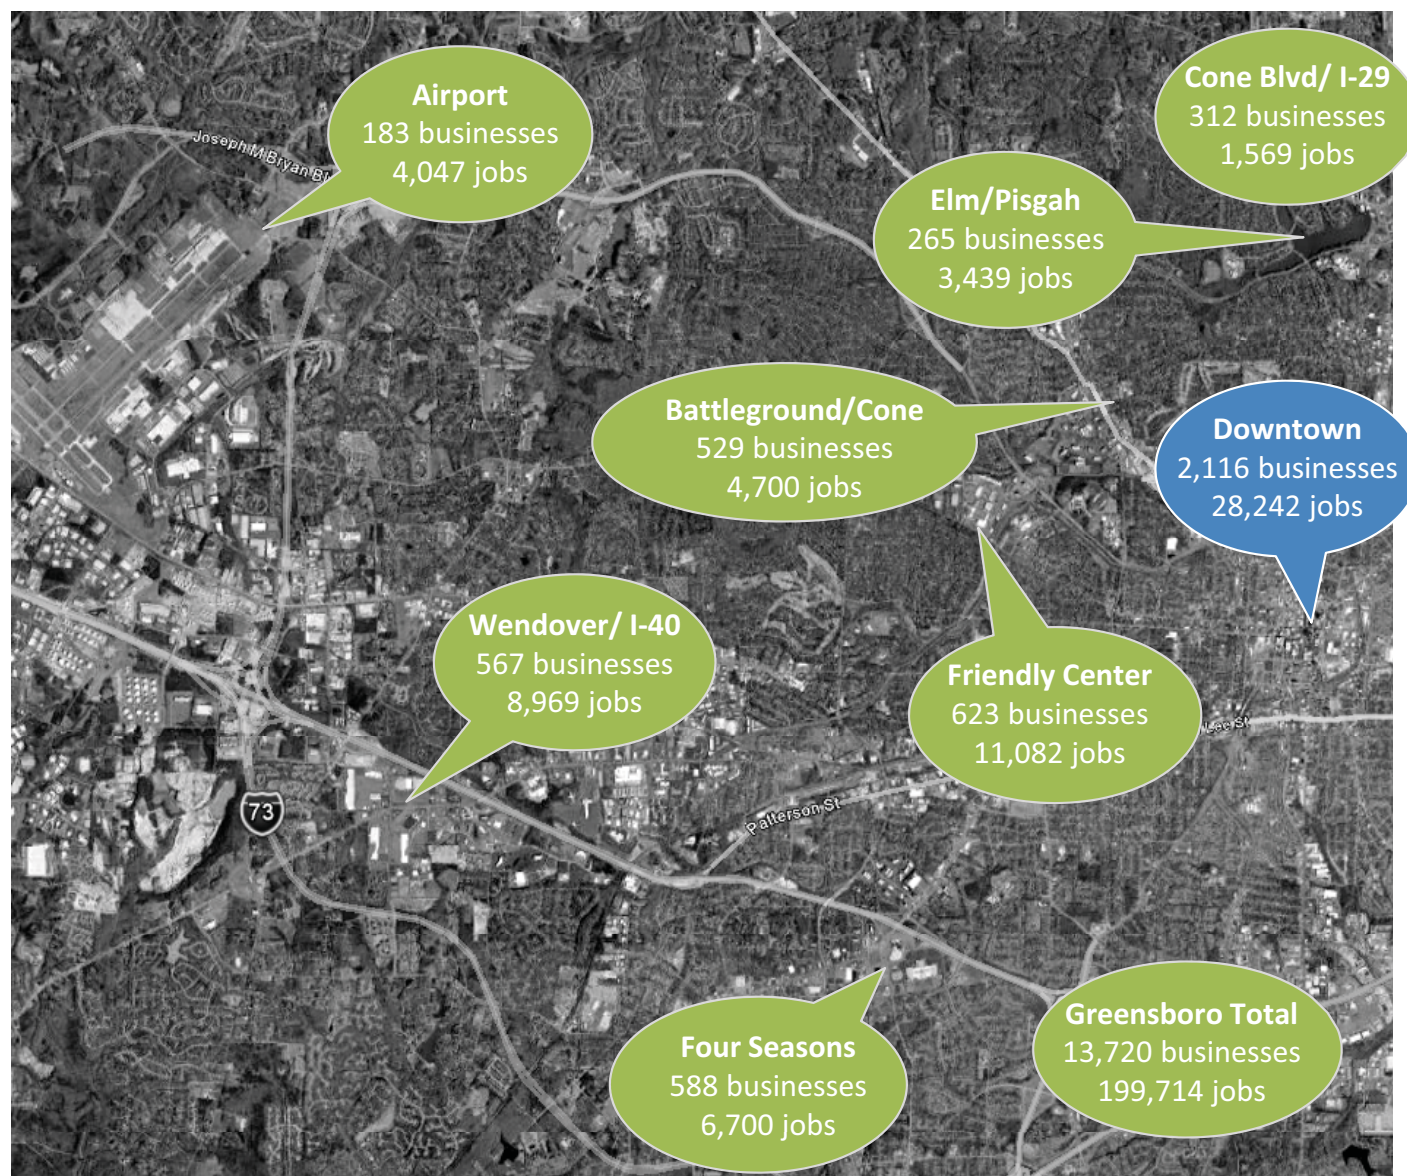 Cone Blvd/ I-29
312 businesses
1,569 jobs
Airport
183 businesses
4,047 jobs
Joseph M Bryan Bl
Elm/Pisgah
265 businesses
3,439 jobs
Battleground/Cone
529 businesses
4,700 jobs
Downtown
2,116 businesses
28,242 jobs
Wendover/ I-40
567 businesses
8,969 jobs
Friendly Center
623 businesses
11,082 jobs
Lee St
73
Patterson St
Four Seasons
588 businesses
6,700 jobs
Greensboro Total
13,720 businesses
199,714 jobs